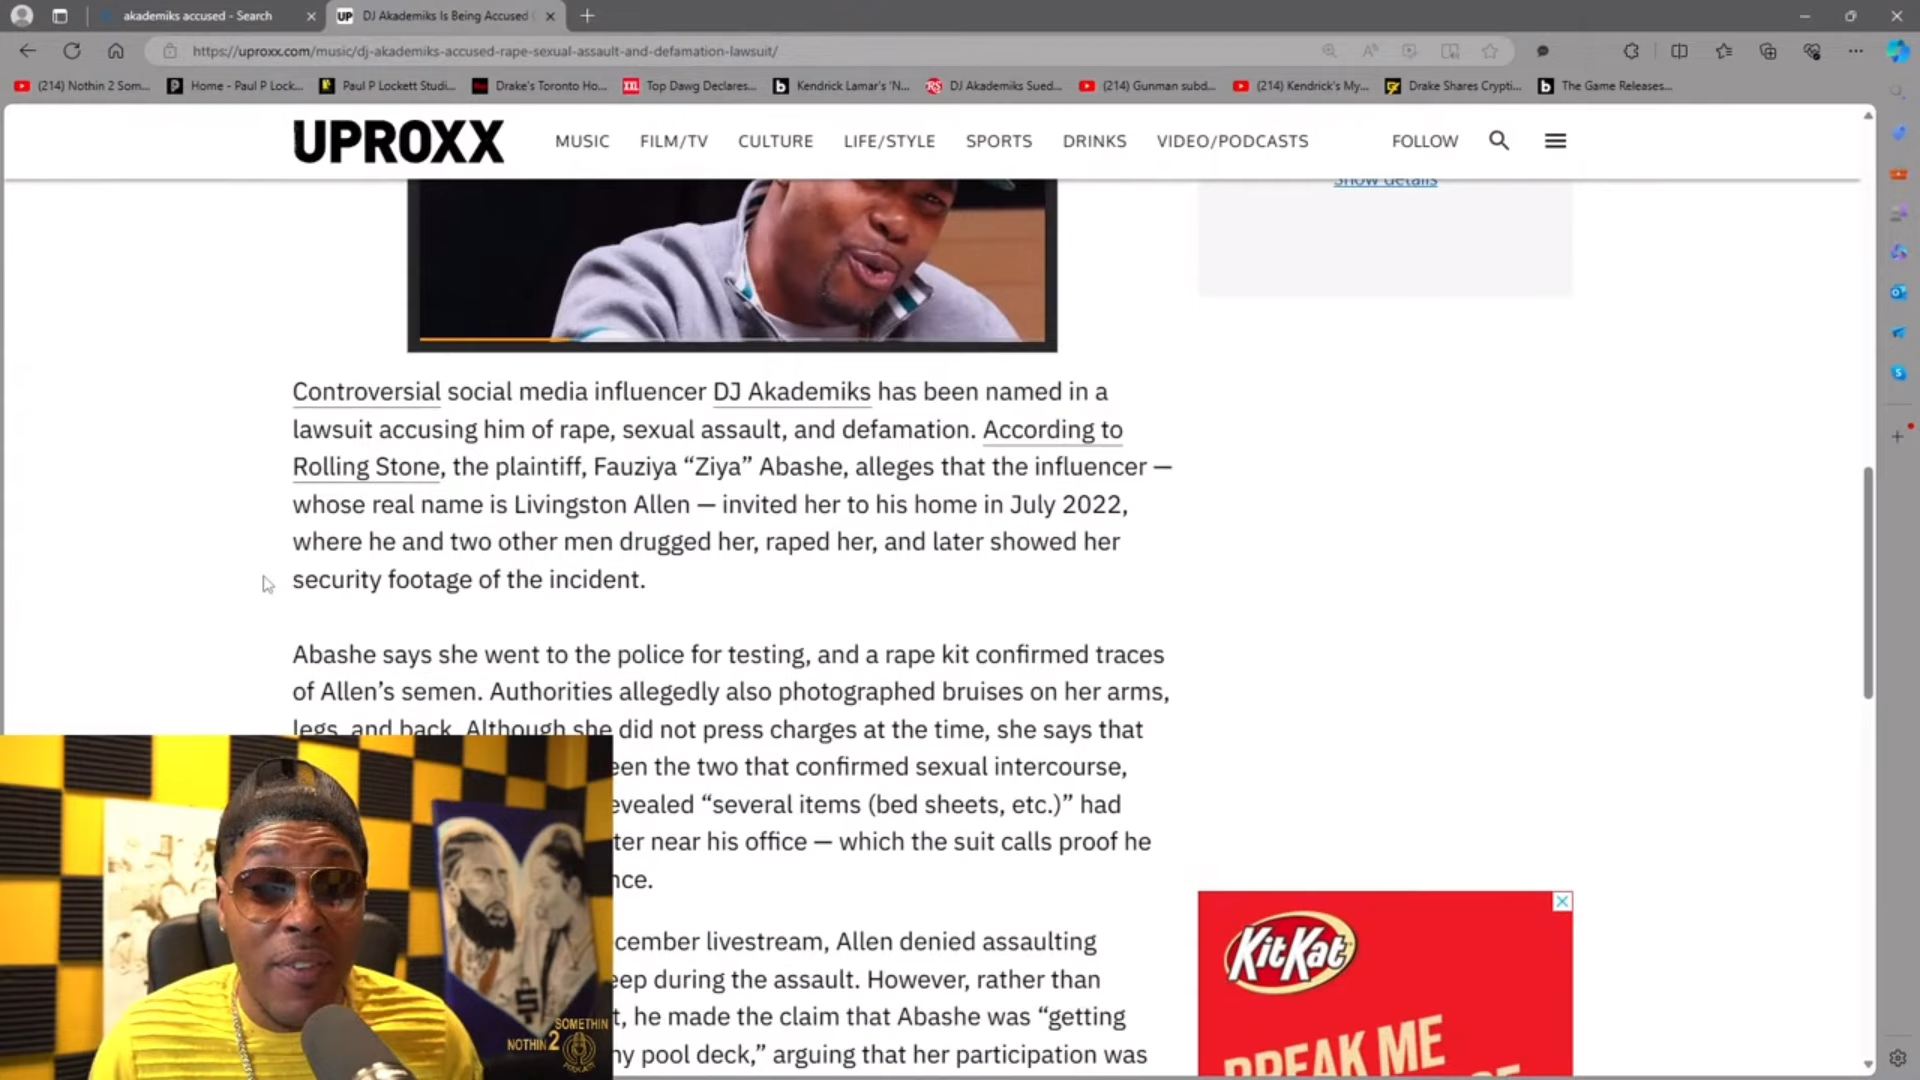 akademiks accused - Search
UP DJ Akademiks Is Being Accused
https://uproxx.com/music/dj-akademiks-accused-rape-sexual-assault-and-defamation-lawsuit/
(214) Nothin 2 Som...
Home - Paul P Lock...
Paul P Lockett Studi...
Drake's Toronto Ho...
XXL Top Dawg Declares...
b Kendrick Lamar's 'N...
RS DJ Akademiks Sued...
(214) Gunman subd...
(214) Kendrick's My...
Drake Shares Crypti...
b The Game Releases...
UPROXX
MUSIC FILM/TV CULTURE LIFE/STYLE SPORTS DRINKS VIDEO/PODCASTS FOLLOW
Show details
Controversial social media influencer DJ Akademiks has been named in a
lawsuit accusing him of rape, sexual assault, and defamation. According to
Rolling Stone, the plaintiff, Fauziya “Ziya” Abashe, alleges that the influencer —
whose real name is Livingston Allen — invited her to his home in July 2022,
where he and two other men drugged her, raped her, and later showed her
security footage of the incident.
Abashe says she went to the police for testing, and a rape kit confirmed traces
of Allen’s semen. Authorities allegedly also photographed bruises on her arms,
legs, and back. Although she did not press charges at the time, she says that
een the two that confirmed sexual intercourse,
evealed “several items (bed sheets, etc.)” had
ter near his office — which the suit calls proof he
nce.
cember livestream, Allen denied assaulting
eep during the assault. However, rather than
t, he made the claim that Abashe was “getting
ny pool deck,” arguing that her participation was
NOTHIN 2 SOMETHIN
PODCAST
KitKat
BREAK ME